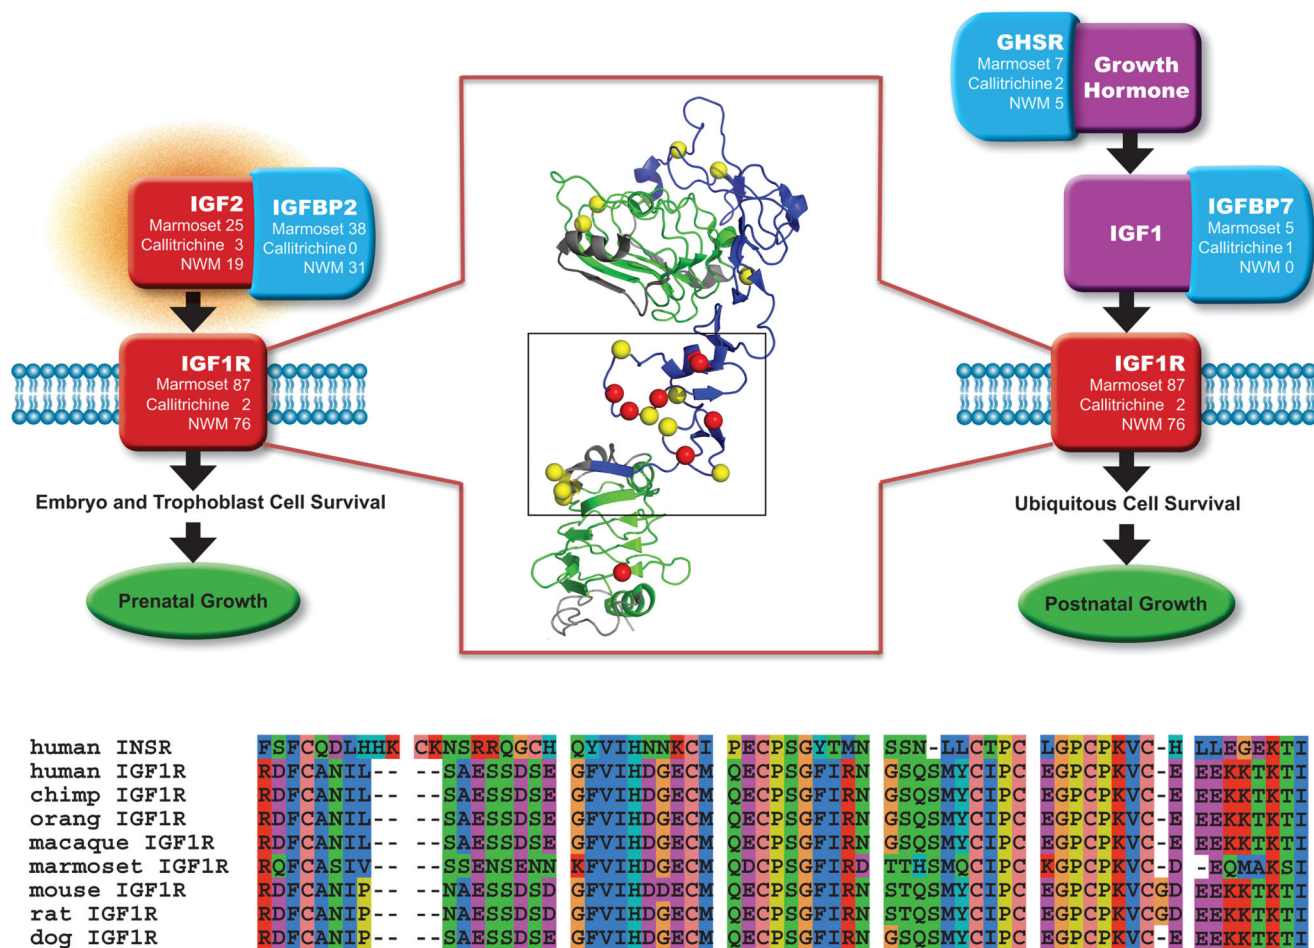 GHSR
Marmoset 7
Callitrichine 2
NWM 5
Growth
Hormone
IGF2
Marmoset 25
Callitrichine 3
NWM 19
IGFBP2
Marmoset 38
Callitrichine 0
NWM 31
IGF1
IGFBP7
Marmoset 5
Callitrichine 1
NWM 0
IGF1R
Marmoset 87
Callitrichine 2
NWM 76
IGF1R
Marmoset 87
Callitrichine 2
NWM 76
Embryo and Trophoblast Cell Survival
Ubiquitous Cell Survival
Prenatal Growth
Postnatal Growth
human INSR FSFCQDLHHK CKNSRRQGCH QYVIHNNKCI PECPSGYTMN SSN-LLCTPC LGPCPKVC-H LLEGEKTI
human IGF1R RDFCANIL-- --SAESSDSE GFVIHDGECM QECPSGFIRN GSQSMYCIPC EGPCPKVC-E EEKKTKTI
chimp IGF1R RDFCANIL-- --SAESSDSE GFVIHDGECM QECPSGFIRN GSQSMYCIPC EGPCPKVC-E EEKKTKTI
orang IGF1R RDFCANIL-- --SAESSDSE GFVIHDGECM QECPSGFIRN GSQSMYCIPC EGPCPKVC-E EEKKTKTI
macaque IGF1R RDFCANIL-- --SAESSDSE GFVIHDGECM QECPSGFIRN GSQSMYCIPC EGPCPKVC-E EEKKTKTI
marmoset IGF1R RQFCASIV-- --SSENSENN KFVIHDGECM QECPSGFIRD TTHSMQCIPC KGPCPKVC-D -EQMAKSI
mouse IGF1R RDFCANIP-- --NAESSDSD GFVIHDDECM QECPSGFIRN STQSMYCIPC EGPCPKVCGD EEKKTKTI
rat IGF1R RDFCANIP-- --NAESSDSD GFVIHDGECM QECPSGFIRN STQSMYCIPC EGPCPKVCGD EEKKTKTI
dog IGF1R RDFCANIP-- --SAESSDSE GFVIHDGECM QECPSGFIRN GSQSMYCIPC EGPCPKVC-E EEKKTKTI